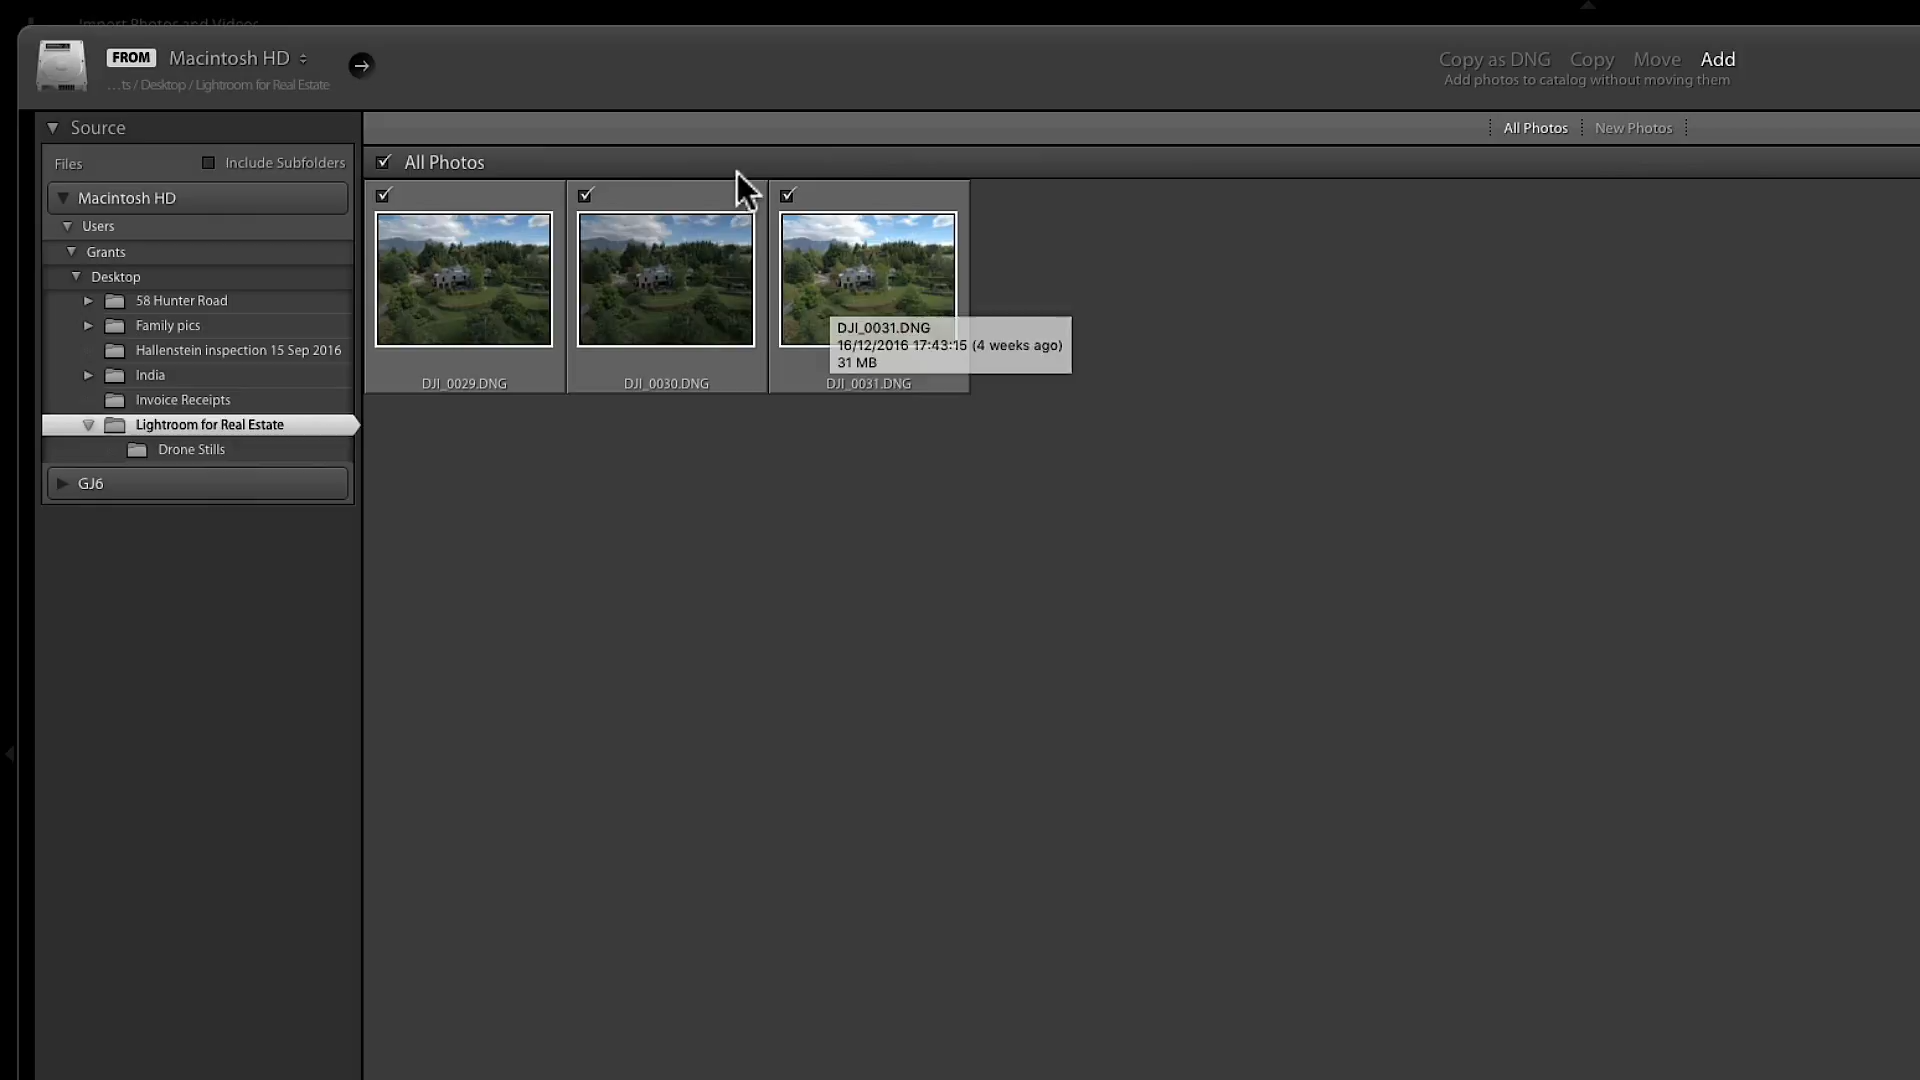 Import Photos and Videos
FROM Macintosh HD
...ts / Desktop / Lightroom for Real Estate
Copy as DNG Copy Move Add
Add photos to catalog without moving them
Source
All Photos New Photos
Files Include Subfolders
All Photos
Macintosh HD
Users
Grants
Desktop
58 Hunter Road
Family pics
Hallenstein inspection 15 Sep 2016
India
Invoice Receipts
Lightroom for Real Estate
Drone Stills
GJ6
DJI_0031.DNG
16/12/2016 17:43:15 (4 weeks ago)
31 MB
DJI_0029.DNG
DJI_0030.DNG
DJI_0031.DNG